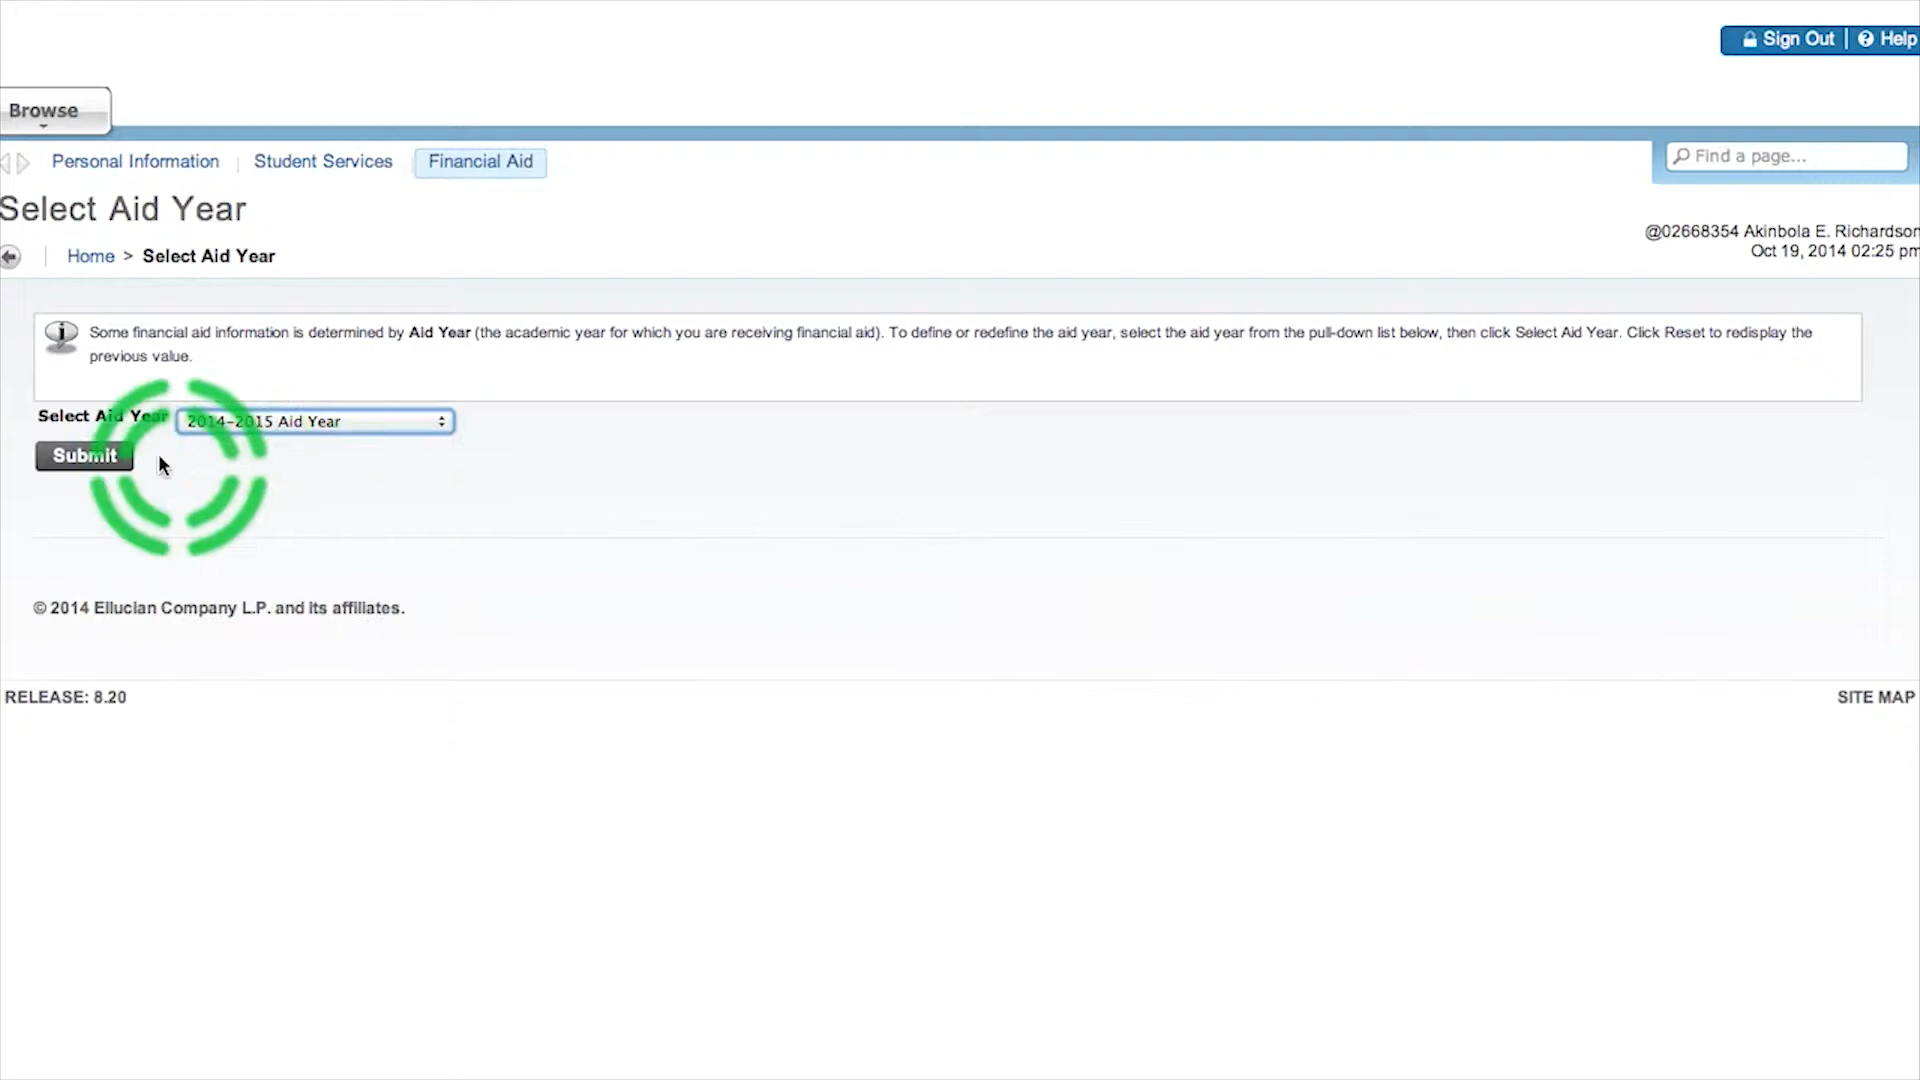 Sign Out | Help
Browse
Personal Information | Student Services Financial Aid
Find a page...
Select Aid Year
@02668354 Akinbola E. Richardson
Oct 19, 2014 02:25 pm
Home > Select Aid Year
Some financial aid information is determined by Aid Year (the academic year for which you are receiving financial aid). To define or redefine the aid year, select the aid year from the pull-down list below, then click Select Aid Year. Click Reset to redisplay the
previous value.
Select Aid Year 2014-2015 Aid Year
Submit
© 2014 Ellucian Company L.P. and its affiliates.
RELEASE: 8.20
SITE MAP